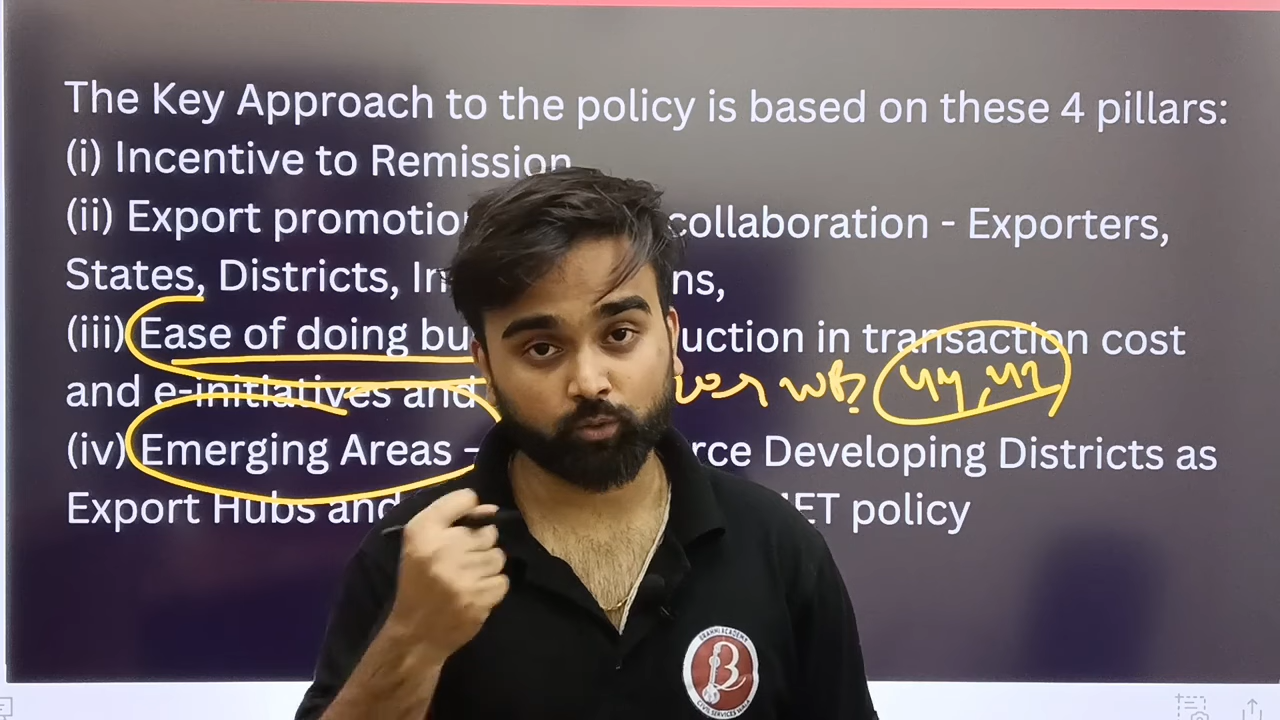 The Key Approach to the policy is based on these 4 pillars:
(i) Incentive to Remission
(ii) Export promotio collaboration - Exporters,
States, Districts, In ns,
(iii) Ease of doing bu uction in transaction cost
and e-initiatives and
(iv) Emerging Areas - rce Developing Districts as
Export Hubs and ET policy
BRAHMI ACADEMY